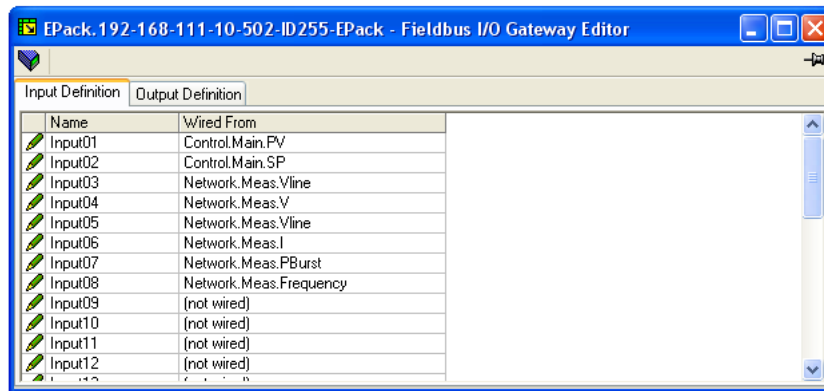 EPack.192-168-111-10-502-ID255-EPack - Fieldbus I/O Gateway Editor
Input Definition Output Definition
Name Wired From
Input01 Control.Main.PV
Input02 Control.Main.SP
Input03 Network.Meas.Vline
Input04 Network.Meas.V
Input05 Network.Meas.Vline
Input06 Network.Meas.I
Input07 Network.Meas.PBurst
Input08 Network.Meas.Frequency
Input09 (not wired)
Input10 (not wired)
Input11 (not wired)
Input12 (not wired)